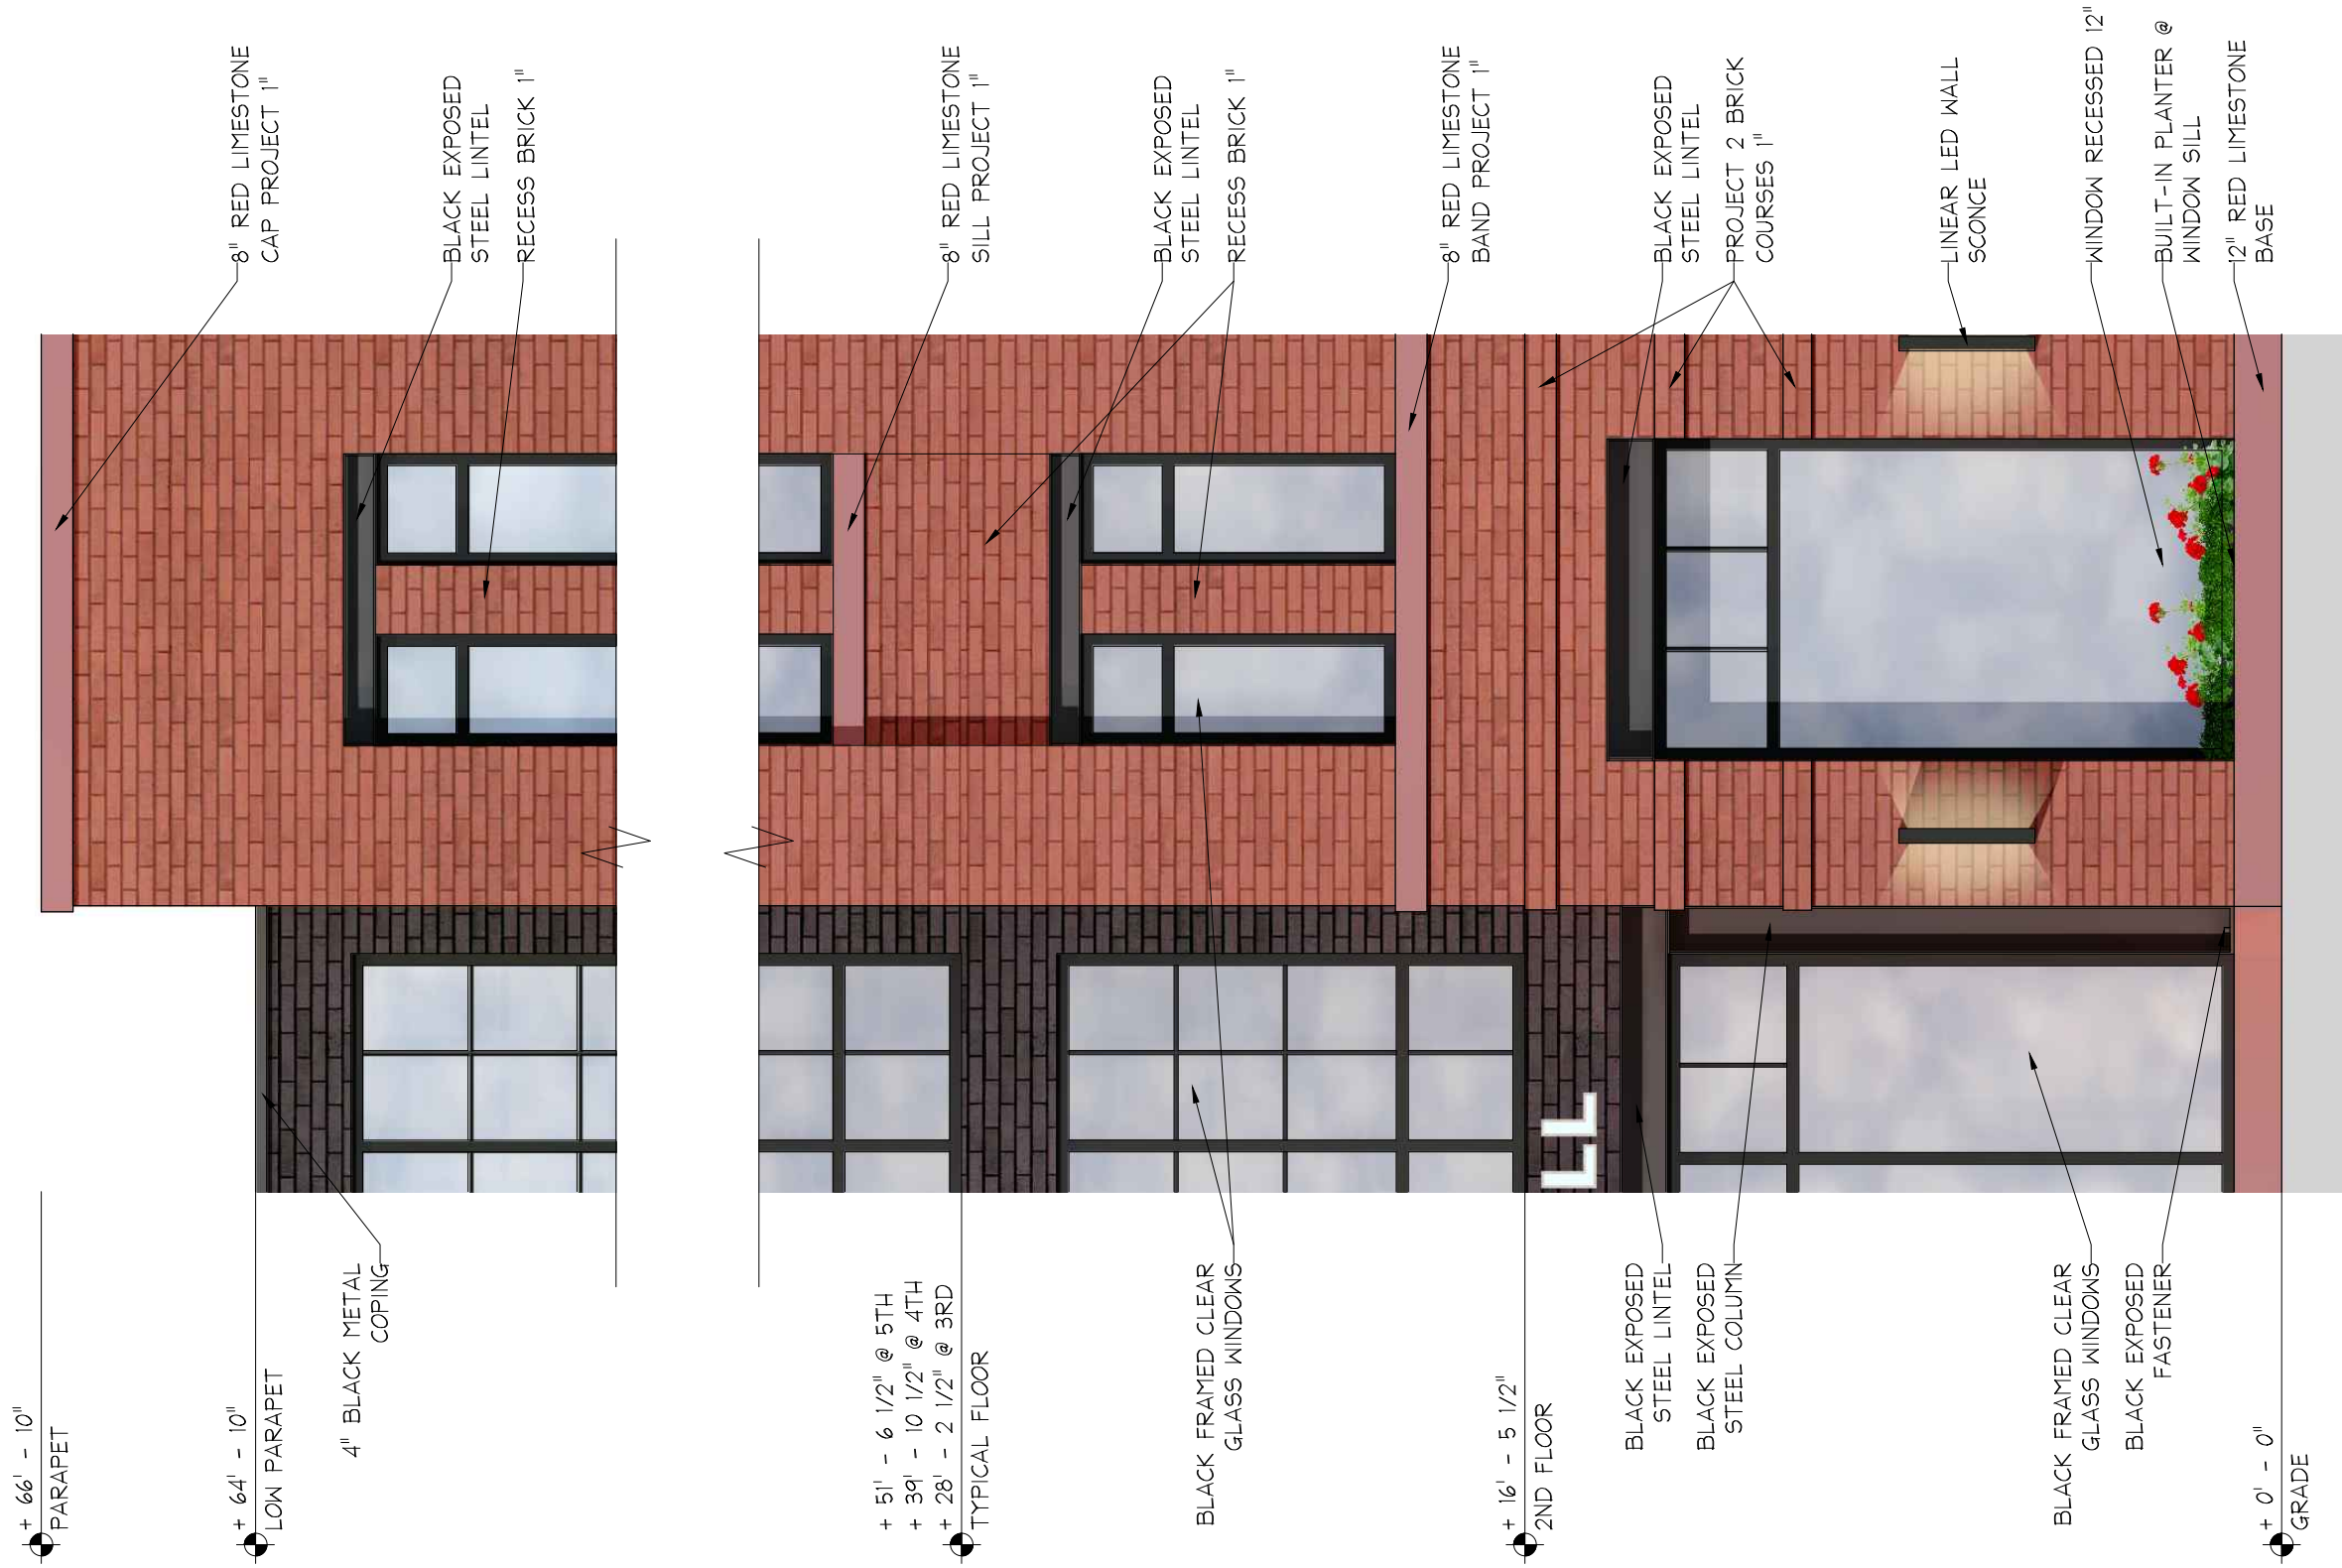 8" RED LIMESTONE
CAP PROJECT 1"
BLACK EXPOSED
STEEL LINTEL
RECESS BRICK 1"
8" RED LIMESTONE
SILL PROJECT 1"
BLACK EXPOSED
STEEL LINTEL
RECESS BRICK 1"
8" RED LIMESTONE
BAND PROJECT 1"
BLACK EXPOSED
STEEL LINTEL
PROJECT 2 BRICK
COURSES 1"
LINEAR LED WALL
SCONCE
WINDOW RECESSED 12"
BUILT-IN PLANTER @
WINDOW SILL
12" RED LIMESTONE
BASE
LL
+ 66' - 10"
PARAPET
+ 64' - 10"
LOW PARAPET
4" BLACK METAL
COPING
+ 51' - 6 1/2" @ 5TH
+ 39' - 10 1/2" @ 4TH
+ 28' - 2 1/2" @ 3RD
TYPICAL FLOOR
BLACK FRAMED CLEAR
GLASS WINDOWS
+ 16' - 5 1/2"
2ND FLOOR
BLACK EXPOSED
STEEL LINTEL
BLACK EXPOSED
STEEL COLUMN
BLACK FRAMED CLEAR
GLASS WINDOWS
BLACK EXPOSED
FASTENER
+ 0' - 0"
GRADE